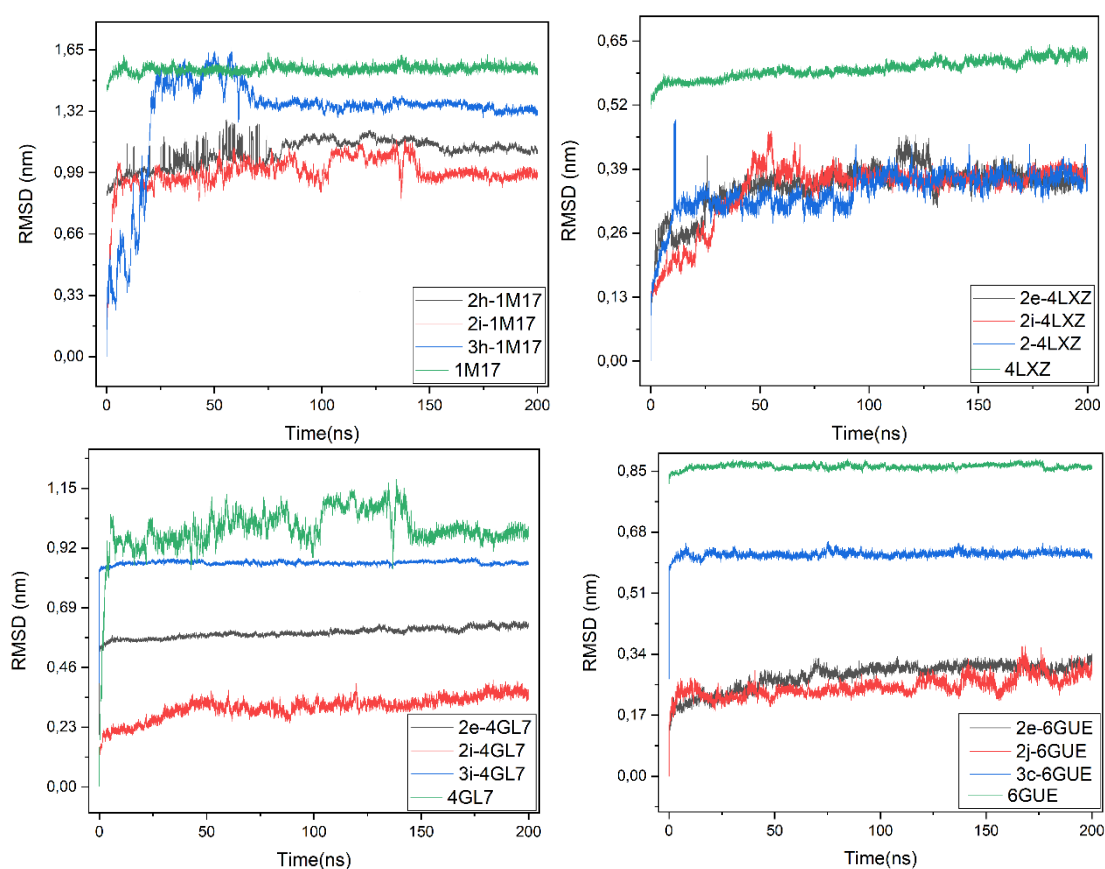 1,65
1,32
0,99
0,66
0,33
0,00
RMSD (nm)
0 50 100 150 200
Time(ns)
2h-1M17
2i-1M17
3h-1M17
1M17
0,65
0,52
0,39
0,26
0,13
0,00
RMSD (nm)
0 50 100 150 200
Time(ns)
2e-4LXZ
2i-4LXZ
2-4LXZ
4LXZ
1,15
0,92
0,69
0,46
0,23
0,00
RMSD (nm)
0 50 100 150 200
Time(ns)
2e-4GL7
2i-4GL7
3i-4GL7
4GL7
0,85
0,68
0,51
0,34
0,17
0,00
RMSD (nm)
0 50 100 150 200
Time(ns)
2e-6GUE
2j-6GUE
3c-6GUE
6GUE